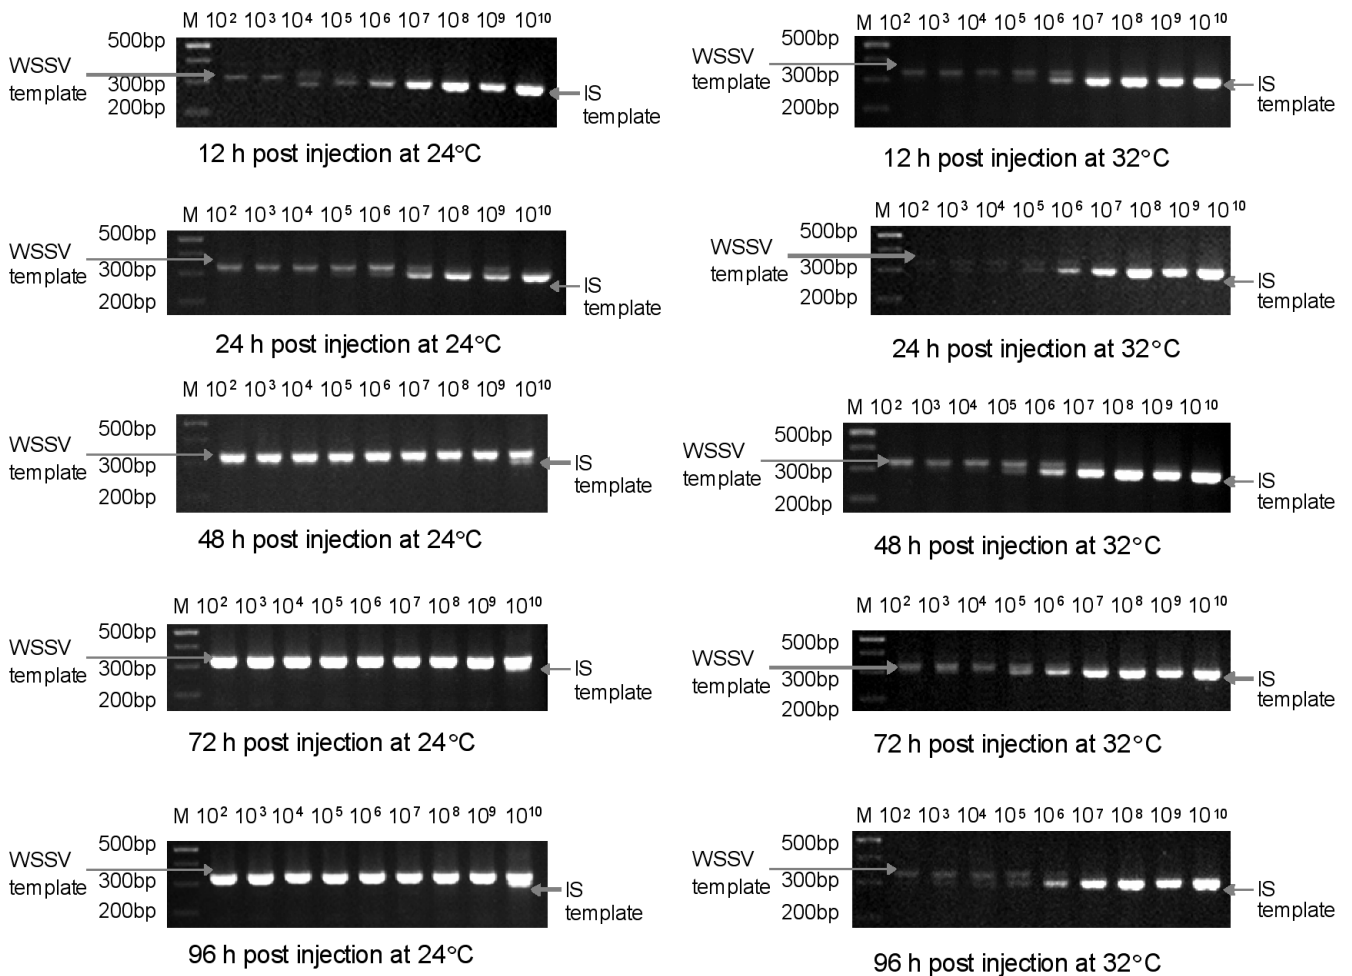 M 10² 10³ 10⁴ 10⁵ 10⁶ 10⁷ 10⁸ 10⁹ 10¹⁰
500bp
WSSV
template
300bp
200bp
IS
template
12 h post injection at 24°C
M 10² 10³ 10⁴ 10⁵ 10⁶ 10⁷ 10⁸ 10⁹ 10¹⁰
500bp
WSSV
template
300bp
200bp
IS
template
12 h post injection at 32°C
M 10² 10³ 10⁴ 10⁵ 10⁶ 10⁷ 10⁸ 10⁹ 10¹⁰
500bp
WSSV
template
300bp
200bp
IS
template
24 h post injection at 24°C
M 10² 10³ 10⁴ 10⁵ 10⁶ 10⁷ 10⁸ 10⁹ 10¹⁰
500bp
WSSV
template
300bp
200bp
IS
template
24 h post injection at 32°C
M 10² 10³ 10⁴ 10⁵ 10⁶ 10⁷ 10⁸ 10⁹ 10¹⁰
500bp
WSSV
template
300bp
200bp
IS
template
48 h post injection at 24°C
M 10² 10³ 10⁴ 10⁵ 10⁶ 10⁷ 10⁸ 10⁹ 10¹⁰
500bp
WSSV
template
300bp
200bp
IS
template
48 h post injection at 32°C
M 10² 10³ 10⁴ 10⁵ 10⁶ 10⁷ 10⁸ 10⁹ 10¹⁰
500bp
WSSV
template
300bp
200bp
IS
template
72 h post injection at 24°C
M 10² 10³ 10⁴ 10⁵ 10⁶ 10⁷ 10⁸ 10⁹ 10¹⁰
500bp
WSSV
template
300bp
200bp
IS
template
72 h post injection at 32°C
M 10² 10³ 10⁴ 10⁵ 10⁶ 10⁷ 10⁸ 10⁹ 10¹⁰
500bp
WSSV
template
300bp
200bp
IS
template
96 h post injection at 24°C
M 10² 10³ 10⁴ 10⁵ 10⁶ 10⁷ 10⁸ 10⁹ 10¹⁰
500bp
WSSV
template
300bp
200bp
IS
template
96 h post injection at 32°C